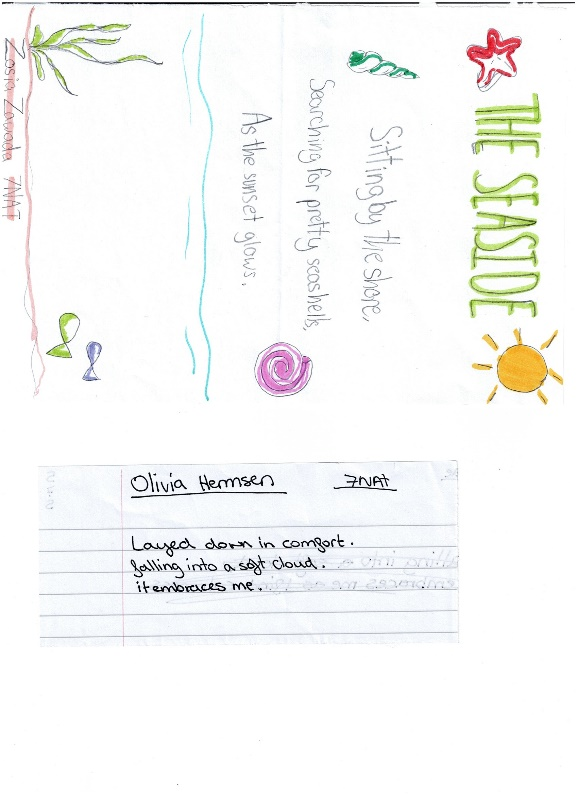 THE SEASIDE
Sitting by the shore,
Searching for pretty seashells,
As the sunset glows.
Zosia Zawada 7NAT
Olivia Hermsen 7NAT
Layed down in comfort.
falling into a soft cloud.
it embraces me.